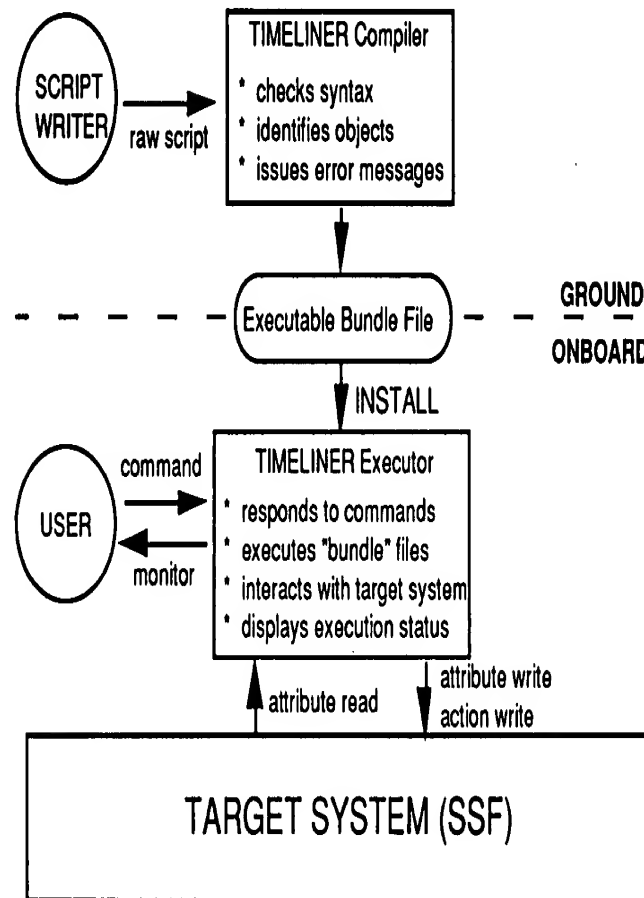 TIMELINER Compiler
* checks syntax
* identifies objects
* issues error messages
SCRIPT
WRITER
raw script
Executable Bundle File
GROUND
ONBOARD
INSTALL
TIMELINER Executor
* responds to commands
* executes "bundle" files
* interacts with target system
* displays execution status
USER
command
monitor
attribute read
attribute write
action write
TARGET SYSTEM (SSF)